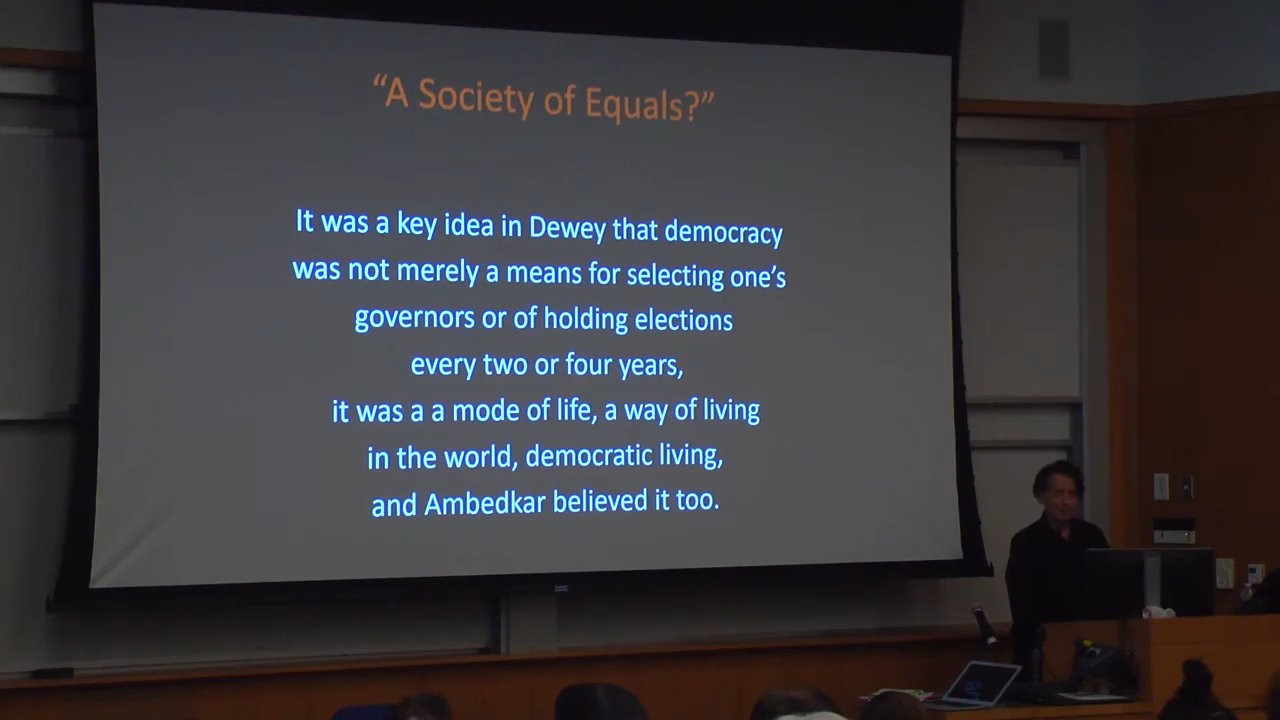 “A Society of Equals?”
It was a key idea in Dewey that democracy
was not merely a means for selecting one’s
governors or of holding elections
every two or four years,
it was a a mode of life, a way of living
in the world, democratic living,
and Ambedkar believed it too.